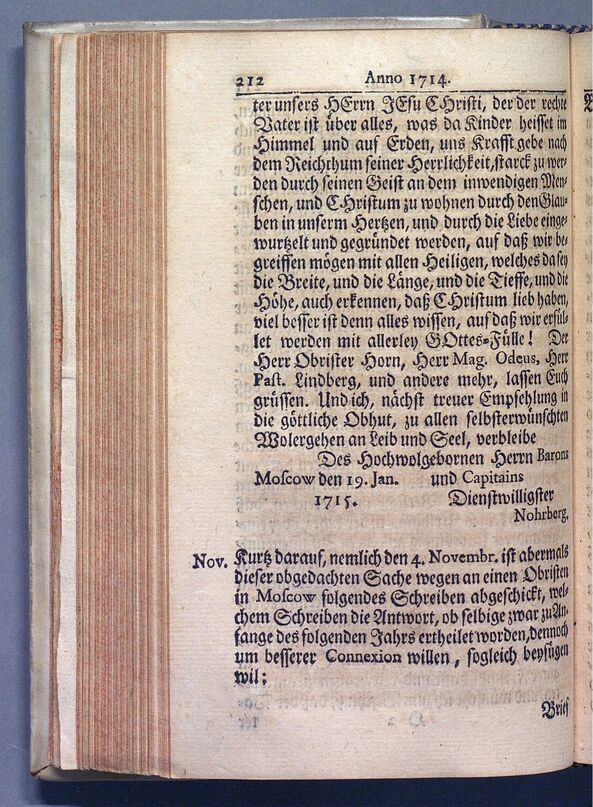 212 Anno 1714.
ter unsers HErrn JEsu CHristi, der der rechte
Vater ist über alles, was da Kinder heisset im
Himmel und auf Erden, uns Krafft gebe nach
dem Reichthum seiner Herrlichkeit, starck zu wer-
den durch seinen Geist an dem inwendigen Men-
schen, und CHristum zu wohnen durch den Glau-
ben in unserm Hertzen, und durch die Liebe einge-
wurtzelt und gegründet werden, auf daß wir be-
greiffen mögen mit allen Heiligen, welches da sey
die Breite, und die Länge, und die Tieffe, und die
Höhe, auch erkennen, daß CHristum lieb haben,
viel besser ist denn alles wissen, auf daß wir erfül-
let werden mit allerley GOttes-Fülle! Der
Herr Obrister Horn, Herr Mag. Odeus, Herr
Past. Lindberg, und andere mehr, lassen Euch
grüssen. Und ich, nächst treuer Empfehlung in
die göttliche Obhut, zu allen selbsterwünschten
Wolergehen an Leib und Seel, verbleibe
Des Hochwolgebornen Herrn Barons
Moscow den 19. Jan. und Capitains
1715. Dienstwilligster
Nohrberg.
Nov. Kurtz darauf, nemlich den 4. Novembr. ist abermals
dieser obgedachten Sache wegen an einen Obristen
in Moscow folgendes Schreiben abgeschickt, wel-
chem Schreiben die Antwort, ob selbige zwar zu An-
fange des folgenden Jahrs ertheilet worden, dennoch
um besserer Connexion willen, sogleich beyfügen
wil:
Brief